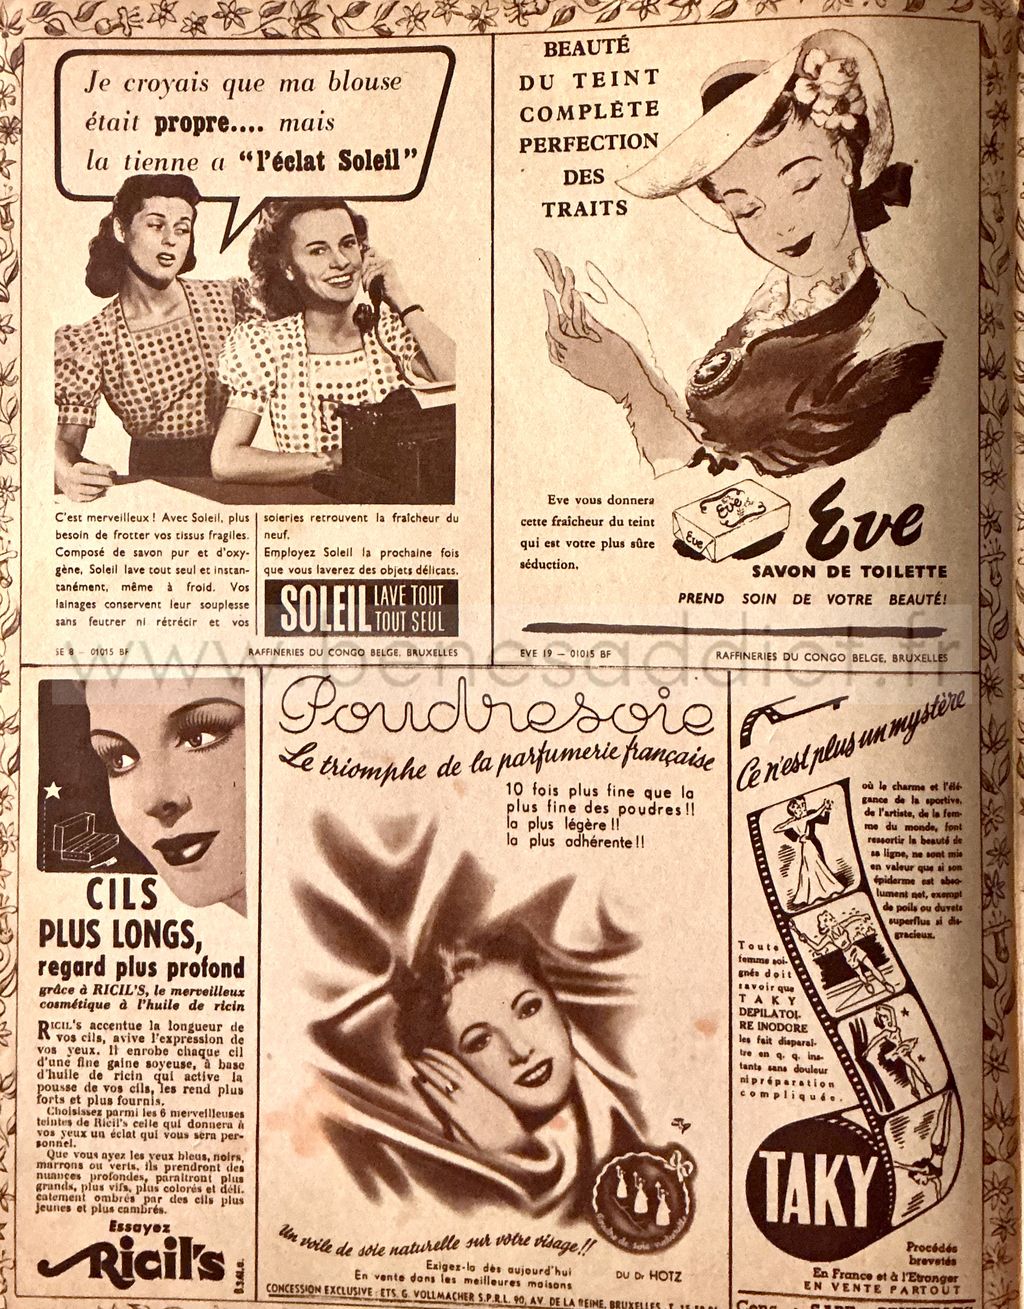 Je croyais que ma blouse
était propre.... mais
la tienne a "l'éclat Soleil"
C'est merveilleux ! Avec Soleil, plus
besoin de frotter vos tissus fragiles.
Composé de savon pur et d'oxy-
gène, Soleil lave tout seul et instan-
tanément, même à froid. Vos
lainages conservent leur souplesse
sans feutrer ni rétrécir et vos
soieries retrouvent la fraîcheur du
neuf.
Employez Soleil la prochaine fois
que vous laverez des objets délicats.
SOLEIL LAVE TOUT
TOUT SEUL
SE 8 - 01015 BF RAFFINERIES DU CONGO BELGE, BRUXELLES
BEAUTÉ
DU TEINT
COMPLÈTE
PERFECTION
DES
TRAITS
Eve vous donnera
cette fraîcheur du teint
qui est votre plus sûre
séduction.
Eve
Eve
Eve
SAVON DE TOILETTE
PREND SOIN DE VOTRE BEAUTÉ!
EVE 19 — 01015 BF RAFFINERIES DU CONGO BELGE, BRUXELLES
www.benesaddict.fr
CILS
PLUS LONGS,
regard plus profond
grâce à RICIL'S, le merveilleux
cosmétique à l'huile de ricin
RICIL'S accentue la longueur de
vos cils, avive l'expression de
vos yeux. Il enrobe chaque cil
d'une fine gaine soyeuse, à base
d'huile de ricin qui active la
pousse de vos cils, les rend plus
forts et plus fournis.
Choisissez parmi les 6 merveilleuses
teintes de Ricil's celle qui donnera à
vos yeux un éclat qui vous sera per-
sonnel.
Que vous ayez les yeux bleus, noirs,
marrons ou verts, ils prendront des
nuances profondes, paraîtront plus
grands, plus vifs, plus colorés et déli-
catement ombrés par des cils plus
jeunes et plus cambrés.
Essayez
Ricil's
Poudresoie
Le triomphe de la parfumerie française
10 fois plus fine que la
plus fine des poudres !!
la plus légère !!
la plus adhérente !!
Un voile de soie naturelle sur votre visage !!
Exigez-la dès aujourd'hui
En vente dans les meilleures maisons
DU Dr HOTZ
CONCESSION EXCLUSIVE : ETS. G. VOLLMACHER S.P.R.L. 90, AV. DE LA REINE, BRUXELLES
Ce n'est plus un mystère
où le charme et l'élé-
gance de la sportive,
de l'artiste, de la fem-
me du monde, font
ressortir la beauté de
sa ligne, ne sont mis
en valeur que si son
épiderme est abso-
lument net, exempt
de poils ou duvets
superflus si dis-
gracieux.
Toute
femme soi-
gnée doit
savoir que
TAKY
DEPILATOI-
RE INODORE
les fait disparaî-
tre en q. q. ins-
tants sans douleur
ni préparation
compliquée.
TAKY
Procédés
brevetés
En France et à l'Etranger
EN VENTE PARTOUT